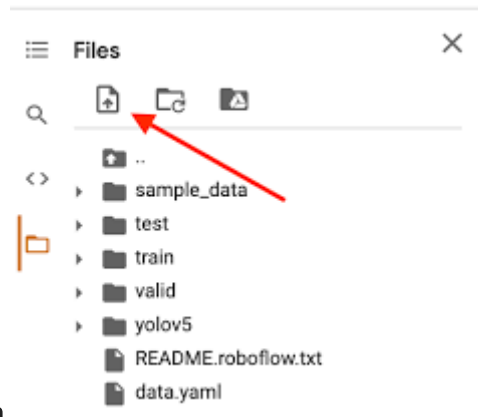 Files
..
sample_data
test
train
valid
yolov5
README.roboflow.txt
data.yaml